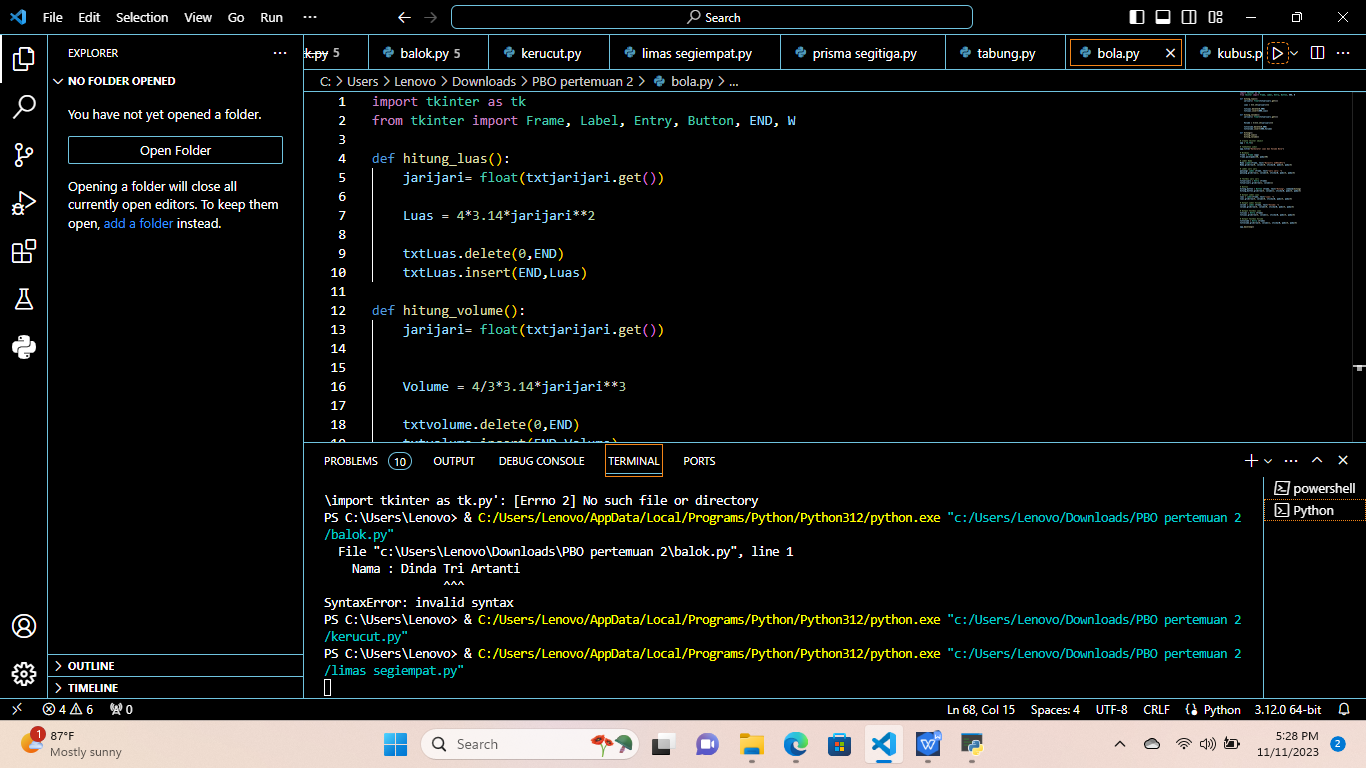 File Edit Selection View Go Run ··· Search
EXPLORER ···
NO FOLDER OPENED
You have not yet opened a folder.
Open Folder
Opening a folder will close all
currently open editors. To keep them
open, add a folder instead.
OUTLINE
TIMELINE
k.py 5 balok.py 5 kerucut.py limas segiempat.py prisma segitiga.py tabung.py bola.py kubus.p ···
C: > Users > Lenovo > Downloads > PBO pertemuan 2 > bola.py > ...
1 import tkinter as tk
2 from tkinter import Frame, Label, Entry, Button, END, W
3
4 def hitung_luas():
5 jarijari= float(txtjarijari.get())
6
7 Luas = 4*3.14*jarijari**2
8
9 txtLuas.delete(0,END)
10 txtLuas.insert(END,Luas)
11
12 def hitung_volume():
13 jarijari= float(txtjarijari.get())
14
15
16 Volume = 4/3*3.14*jarijari**3
17
18 txtvolume.delete(0,END)
19 txtvolume.insert(END,Volume)
PROBLEMS 10 OUTPUT DEBUG CONSOLE TERMINAL PORTS
\import tkinter as tk.py': [Errno 2] No such file or directory
PS C:\Users\Lenovo> & C:/Users/Lenovo/AppData/Local/Programs/Python/Python312/python.exe "c:/Users/Lenovo/Downloads/PBO pertemuan 2
/balok.py"
File "c:\Users\Lenovo\Downloads\PBO pertemuan 2\balok.py", line 1
Nama : Dinda Tri Artanti
^^^
SyntaxError: invalid syntax
PS C:\Users\Lenovo> & C:/Users/Lenovo/AppData/Local/Programs/Python/Python312/python.exe "c:/Users/Lenovo/Downloads/PBO pertemuan 2
/kerucut.py"
PS C:\Users\Lenovo> & C:/Users/Lenovo/AppData/Local/Programs/Python/Python312/python.exe "c:/Users/Lenovo/Downloads/PBO pertemuan 2
/limas segiempat.py"
powershell
Python
4 6 0 Ln 68, Col 15 Spaces: 4 UTF-8 CRLF Python 3.12.0 64-bit
1 87°F
Mostly sunny
Search
5:28 PM
11/11/2023
2